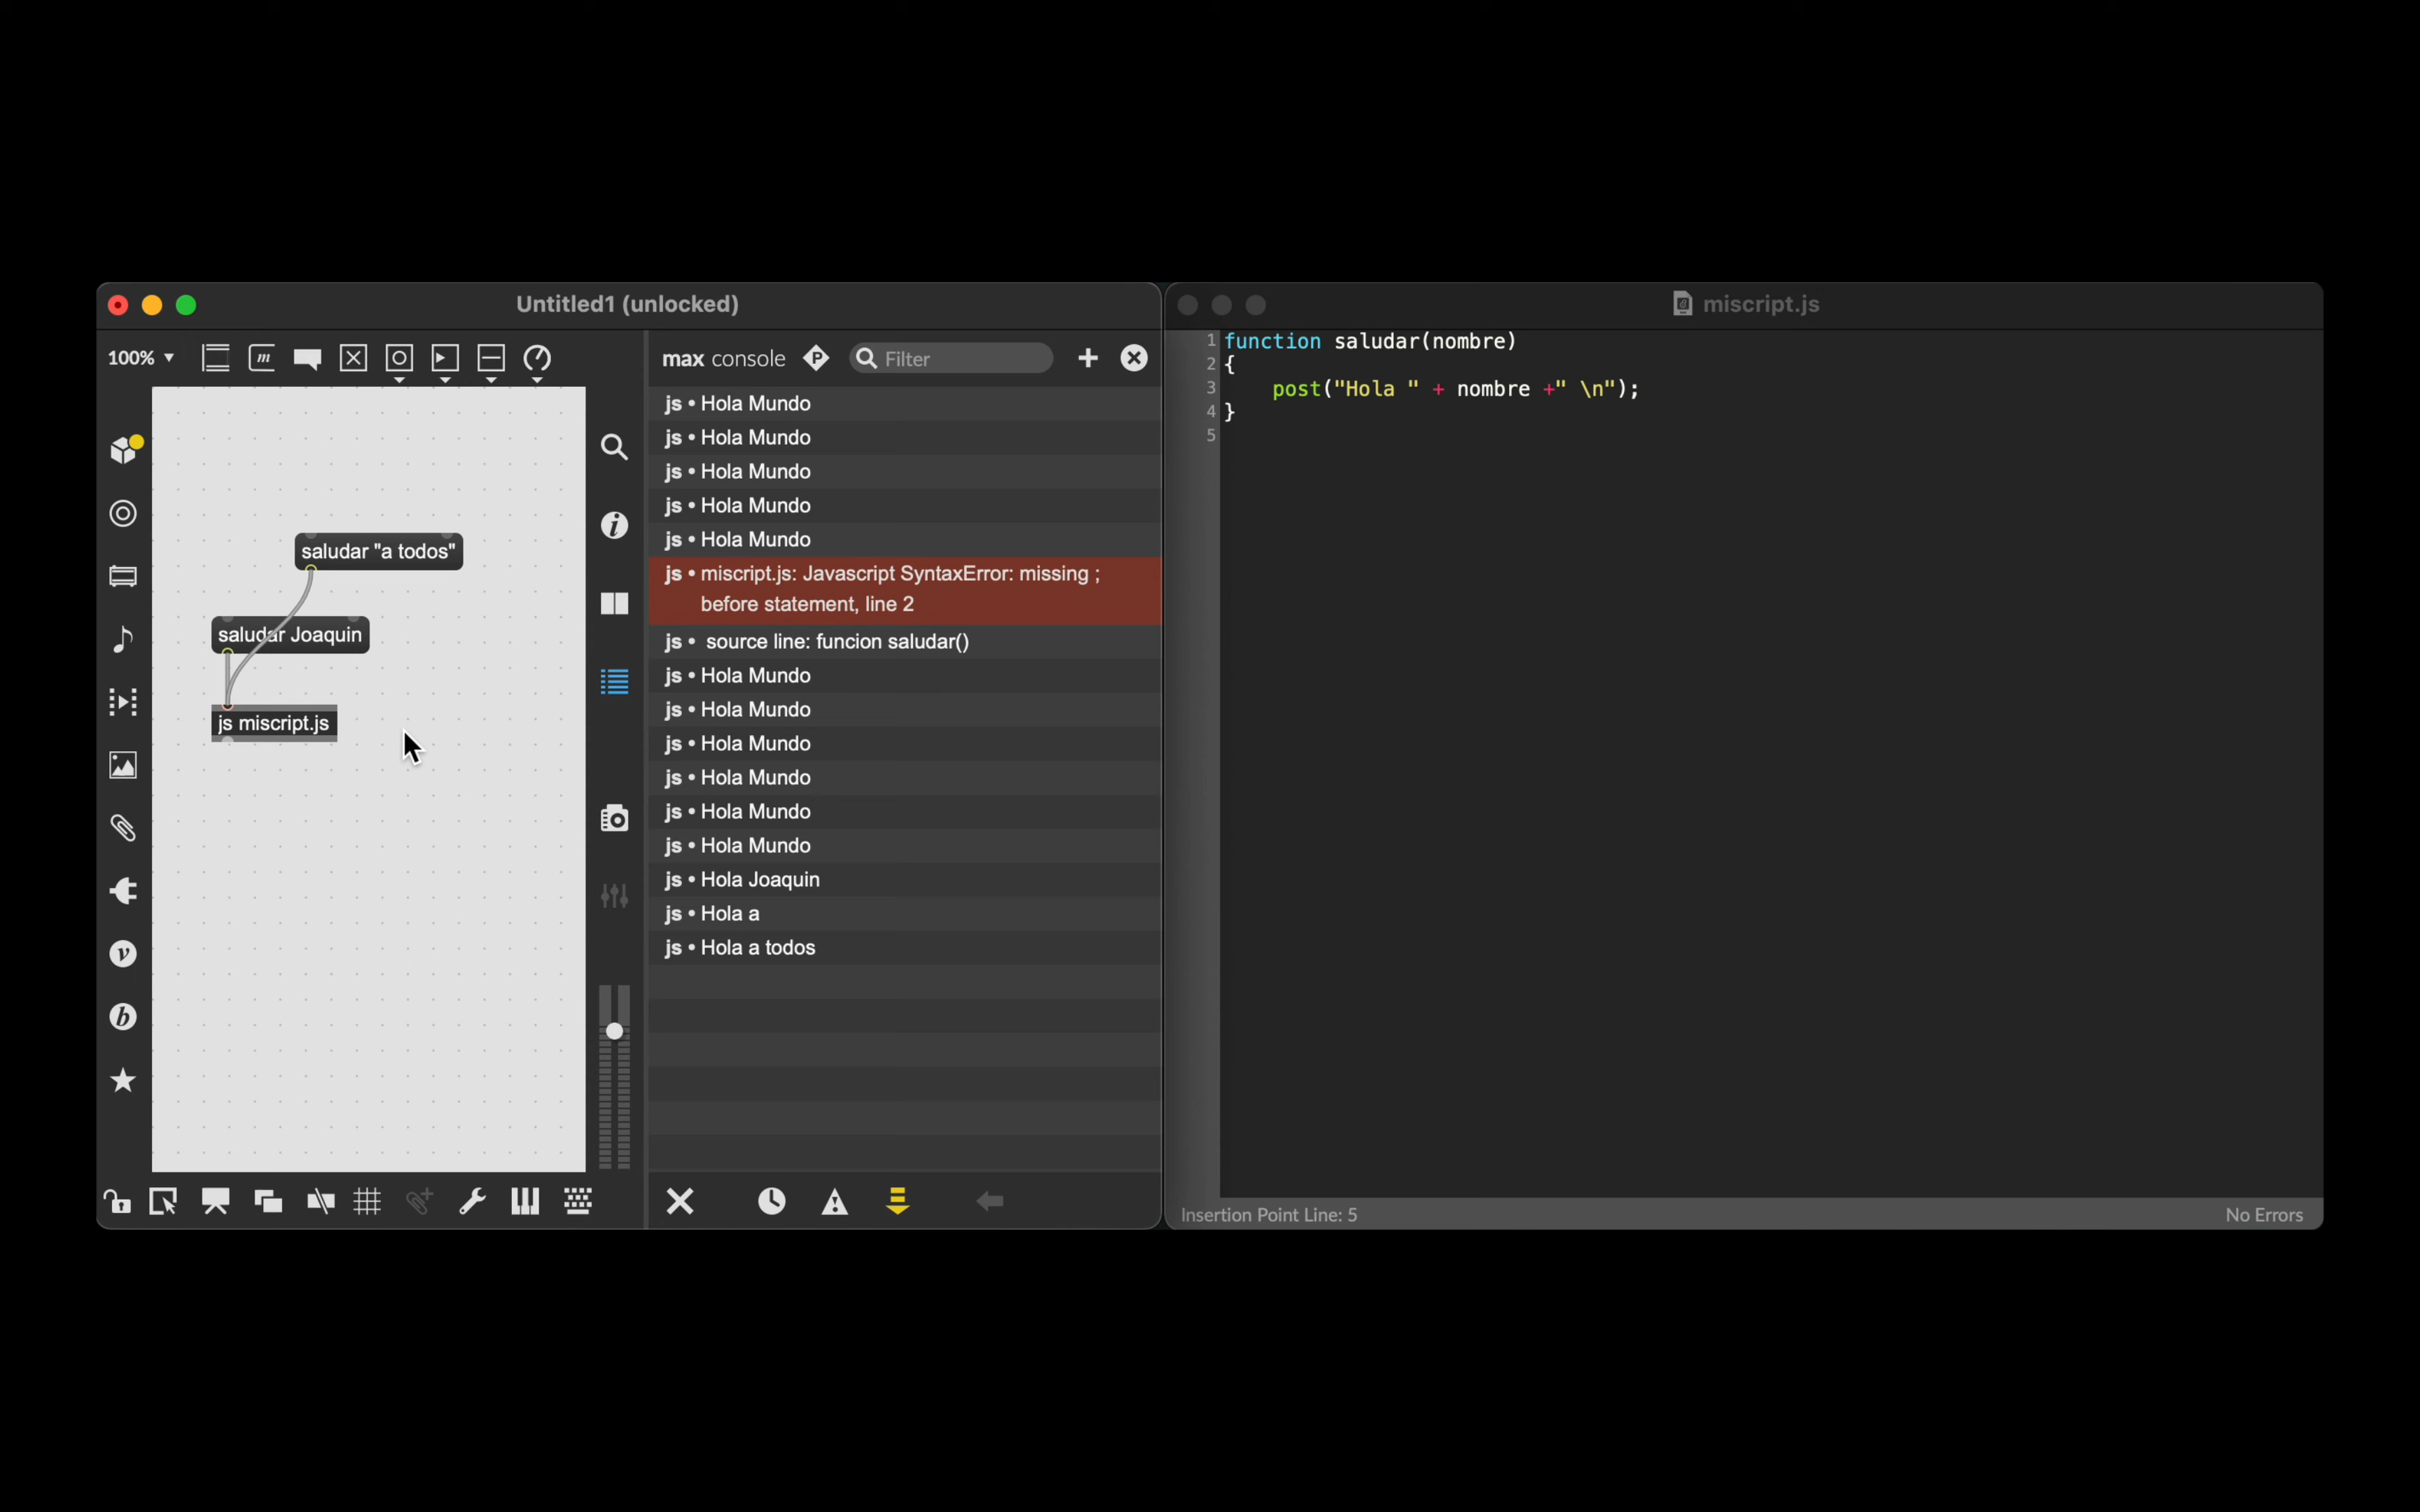 Untitled1 (unlocked)
100%
saludar "a todos"
saludar Joaquin
js miscript.js
max console
Filter
js • Hola Mundo
js • Hola Mundo
js • Hola Mundo
js • Hola Mundo
js • Hola Mundo
js • miscript.js: Javascript SyntaxError: missing ;
before statement, line 2
js • source line: funcion saludar()
js • Hola Mundo
js • Hola Mundo
js • Hola Mundo
js • Hola Mundo
js • Hola Mundo
js • Hola Mundo
js • Hola Joaquin
js • Hola a
js • Hola a todos
miscript.js
1 function saludar(nombre)
2 {
3 post("Hola " + nombre +" \n");
4 }
5
Insertion Point Line: 5
No Errors